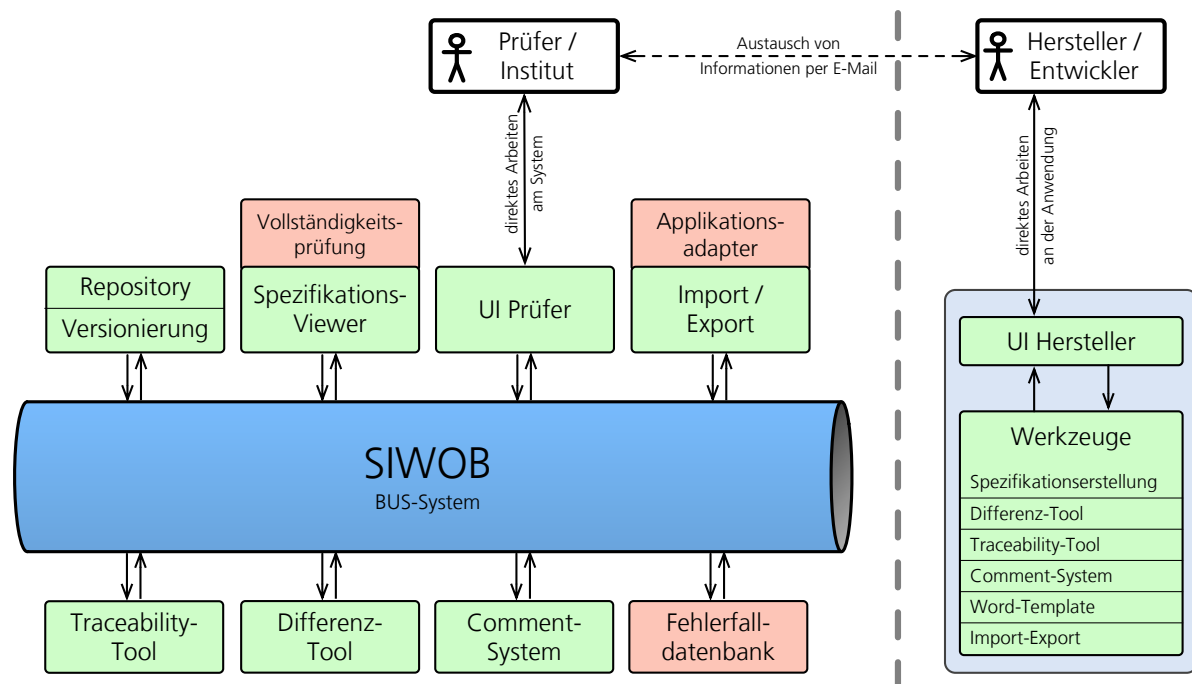 Prüfer /
Institut
Austausch von
Informationen per E-Mail
Hersteller /
Entwickler
direktes Arbeiten
am System
direktes Arbeiten
an der Anwendung
Vollständigkeits-
prüfung
Applikations-
adapter
Repository
Versionierung
Spezifikations-
Viewer
UI Prüfer
Import /
Export
UI Hersteller
SIWOB
BUS-System
Werkzeuge
Spezifikationserstellung
Differenz-Tool
Traceability-Tool
Comment-System
Word-Template
Import-Export
Traceability-
Tool
Differenz-
Tool
Comment-
System
Fehlerfall-
datenbank